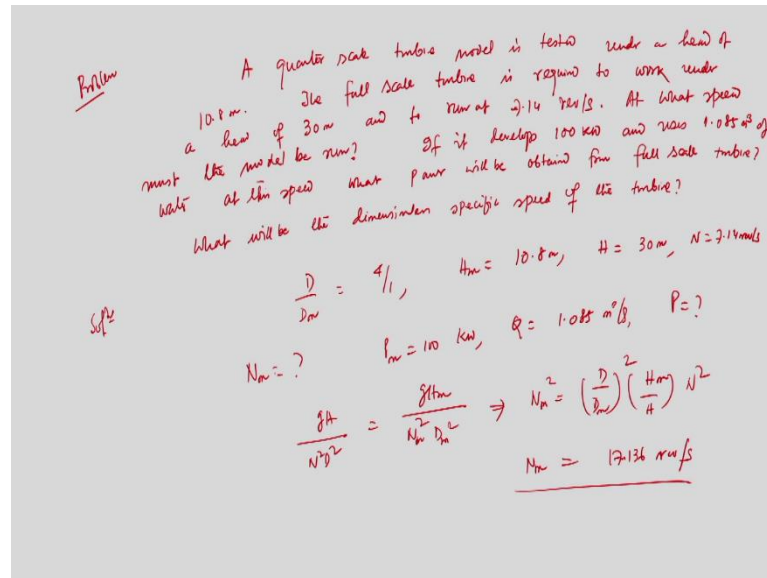 Problem A quarter scale turbine model is tested under a head of
10.8 m. The full scale turbine is required to work under
a head of 30 m and to run at 7.14 rev/s. At what speed
must the model be run? If it develops 100 kW and uses 1.085 m³ of
water at this speed what power will be obtained from full scale turbine?
What will be the dimensionless specific speed of the turbine?
Solⁿ D/Dm = 4/1, Hm = 10.8 m, H = 30 m, N = 7.14 rev/s
Nm = ? Pm = 100 kW, Q = 1.085 m³/s, P = ?
gH/N²D² = gHm/Nm²Dm² ⇒ Nm² = (D/Dm)² (Hm/H) N²
Nm = 17.136 rev/s